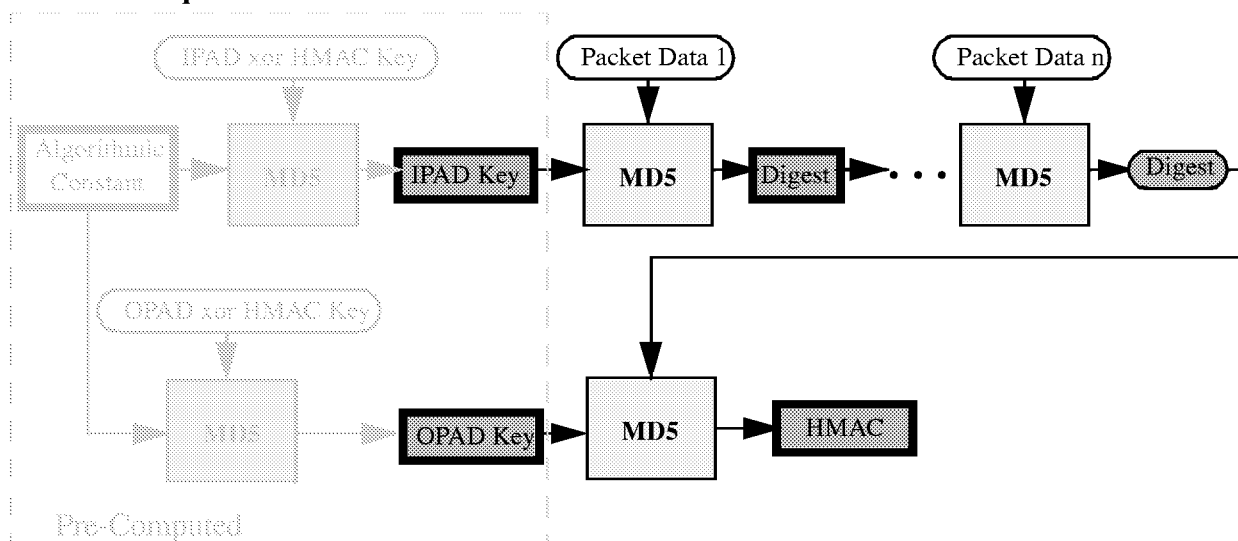 IPAD xor HMAC Key
Packet Data 1
Packet Data n
Algorithmic
Constant
MD5
IPAD Key
MD5
Digest
MD5
Digest
OPAD xor HMAC Key
MD5
OPAD Key
MD5
HMAC
Pre-Computed